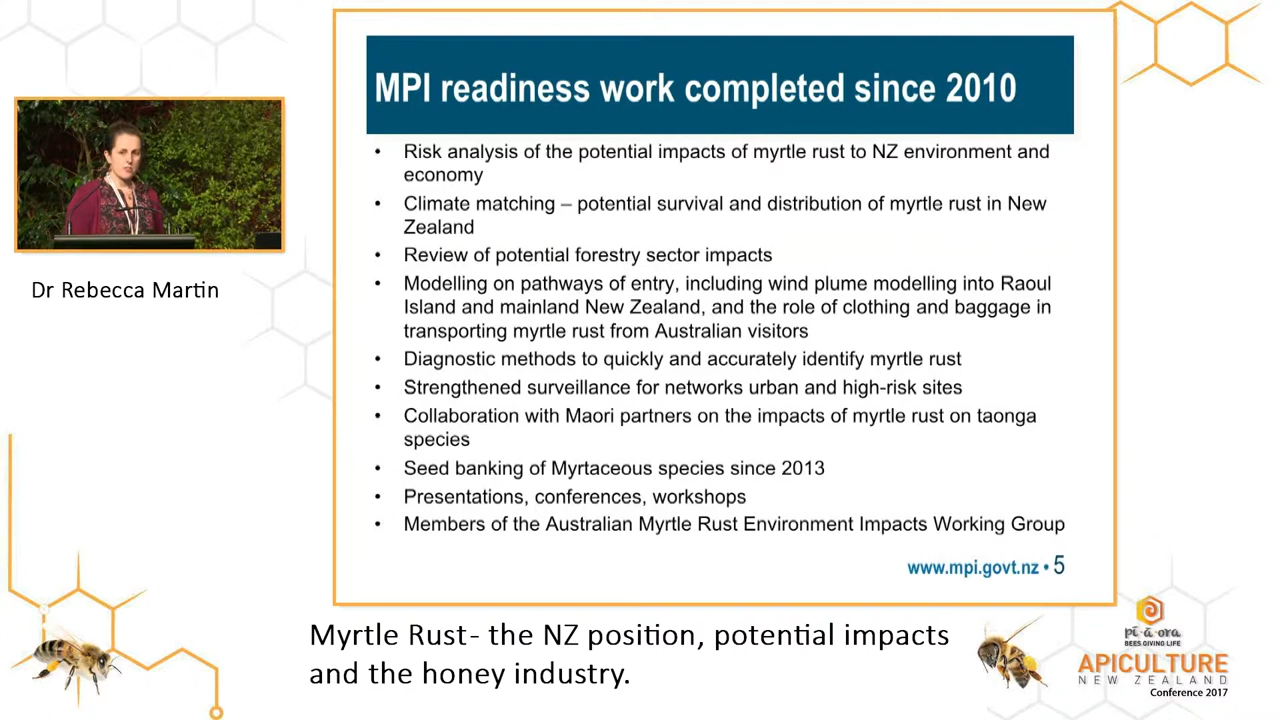 MPI readiness work completed since 2010
• Risk analysis of the potential impacts of myrtle rust to NZ environment and
economy
• Climate matching – potential survival and distribution of myrtle rust in New
Zealand
• Review of potential forestry sector impacts
• Modelling on pathways of entry, including wind plume modelling into Raoul
Island and mainland New Zealand, and the role of clothing and baggage in
transporting myrtle rust from Australian visitors
• Diagnostic methods to quickly and accurately identify myrtle rust
• Strengthened surveillance for networks urban and high-risk sites
• Collaboration with Maori partners on the impacts of myrtle rust on taonga
species
• Seed banking of Myrtaceous species since 2013
• Presentations, conferences, workshops
• Members of the Australian Myrtle Rust Environment Impacts Working Group
www.mpi.govt.nz • 5
Dr Rebecca Martin
Myrtle Rust- the NZ position, potential impacts
and the honey industry.
pī-ā-ora
BEES GIVING LIFE
APICULTURE
NEW ZEALAND
Conference 2017